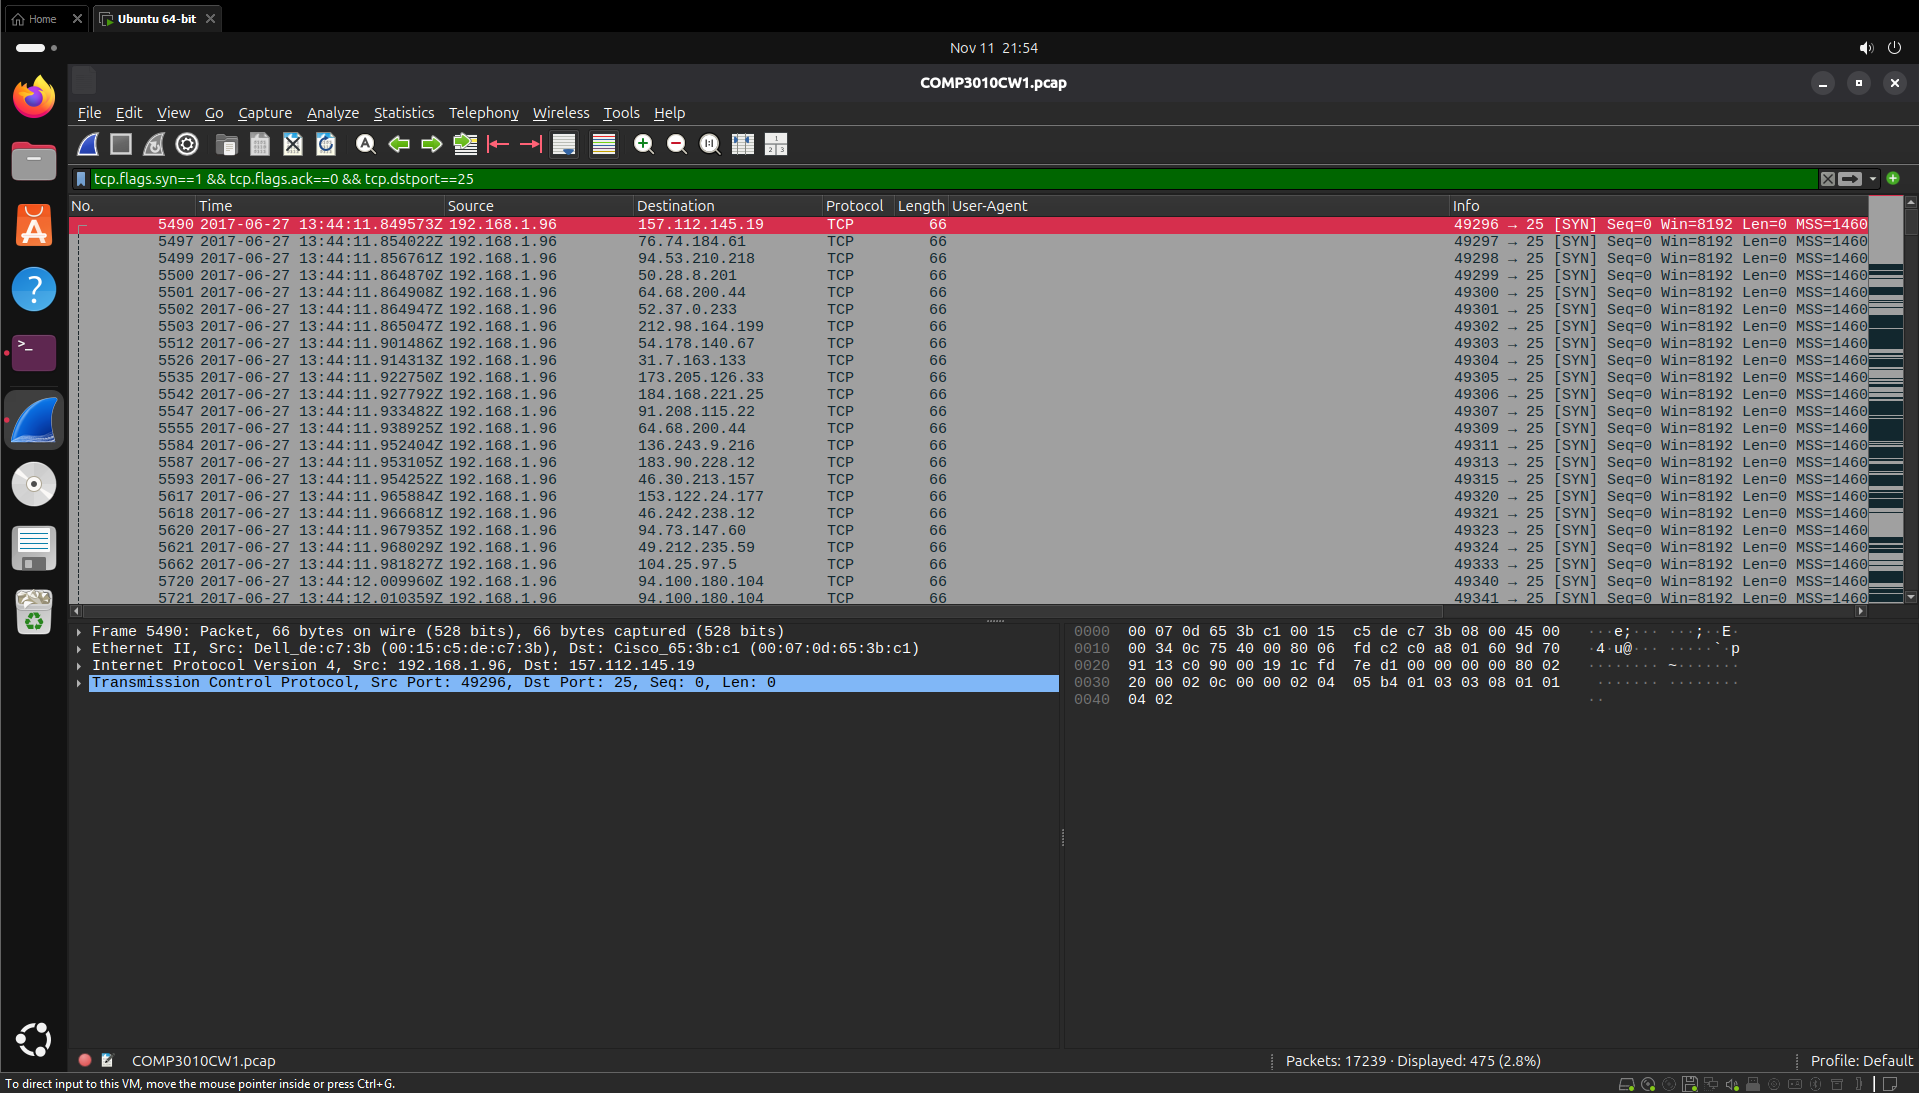 Home
Ubuntu 64-bit
Nov 11 21:54
COMP3010CW1.pcap
File Edit View Go Capture Analyze Statistics Telephony Wireless Tools Help
tcp.flags.syn==1 && tcp.flags.ack==0 && tcp.dstport==25
No. Time Source Destination Protocol Length User-Agent Info
5490 2017-06-27 13:44:11.849573Z 192.168.1.96 157.112.145.19 TCP 66 49296 → 25 [SYN] Seq=0 Win=8192 Len=0 MSS=1460
5497 2017-06-27 13:44:11.854022Z 192.168.1.96 76.74.184.61 TCP 66 49297 → 25 [SYN] Seq=0 Win=8192 Len=0 MSS=1460
5499 2017-06-27 13:44:11.856761Z 192.168.1.96 94.53.210.218 TCP 66 49298 → 25 [SYN] Seq=0 Win=8192 Len=0 MSS=1460
5500 2017-06-27 13:44:11.864870Z 192.168.1.96 50.28.8.201 TCP 66 49299 → 25 [SYN] Seq=0 Win=8192 Len=0 MSS=1460
5501 2017-06-27 13:44:11.864908Z 192.168.1.96 64.68.200.44 TCP 66 49300 → 25 [SYN] Seq=0 Win=8192 Len=0 MSS=1460
5502 2017-06-27 13:44:11.864947Z 192.168.1.96 52.37.0.233 TCP 66 49301 → 25 [SYN] Seq=0 Win=8192 Len=0 MSS=1460
5503 2017-06-27 13:44:11.865047Z 192.168.1.96 212.98.164.199 TCP 66 49302 → 25 [SYN] Seq=0 Win=8192 Len=0 MSS=1460
5512 2017-06-27 13:44:11.901486Z 192.168.1.96 54.178.140.67 TCP 66 49303 → 25 [SYN] Seq=0 Win=8192 Len=0 MSS=1460
5526 2017-06-27 13:44:11.914313Z 192.168.1.96 31.7.163.133 TCP 66 49304 → 25 [SYN] Seq=0 Win=8192 Len=0 MSS=1460
5535 2017-06-27 13:44:11.922750Z 192.168.1.96 173.205.126.33 TCP 66 49305 → 25 [SYN] Seq=0 Win=8192 Len=0 MSS=1460
5542 2017-06-27 13:44:11.927792Z 192.168.1.96 184.168.221.25 TCP 66 49306 → 25 [SYN] Seq=0 Win=8192 Len=0 MSS=1460
5547 2017-06-27 13:44:11.933482Z 192.168.1.96 91.208.115.22 TCP 66 49307 → 25 [SYN] Seq=0 Win=8192 Len=0 MSS=1460
5555 2017-06-27 13:44:11.938925Z 192.168.1.96 64.68.200.44 TCP 66 49309 → 25 [SYN] Seq=0 Win=8192 Len=0 MSS=1460
5584 2017-06-27 13:44:11.952404Z 192.168.1.96 136.243.9.216 TCP 66 49311 → 25 [SYN] Seq=0 Win=8192 Len=0 MSS=1460
5587 2017-06-27 13:44:11.953105Z 192.168.1.96 183.90.228.12 TCP 66 49313 → 25 [SYN] Seq=0 Win=8192 Len=0 MSS=1460
5593 2017-06-27 13:44:11.954252Z 192.168.1.96 46.30.213.157 TCP 66 49315 → 25 [SYN] Seq=0 Win=8192 Len=0 MSS=1460
5617 2017-06-27 13:44:11.965884Z 192.168.1.96 153.122.24.177 TCP 66 49320 → 25 [SYN] Seq=0 Win=8192 Len=0 MSS=1460
5618 2017-06-27 13:44:11.966681Z 192.168.1.96 46.242.238.12 TCP 66 49321 → 25 [SYN] Seq=0 Win=8192 Len=0 MSS=1460
5620 2017-06-27 13:44:11.967935Z 192.168.1.96 94.73.147.60 TCP 66 49323 → 25 [SYN] Seq=0 Win=8192 Len=0 MSS=1460
5621 2017-06-27 13:44:11.968029Z 192.168.1.96 49.212.235.59 TCP 66 49324 → 25 [SYN] Seq=0 Win=8192 Len=0 MSS=1460
5662 2017-06-27 13:44:11.981827Z 192.168.1.96 104.25.97.5 TCP 66 49333 → 25 [SYN] Seq=0 Win=8192 Len=0 MSS=1460
5720 2017-06-27 13:44:12.009960Z 192.168.1.96 94.100.180.104 TCP 66 49340 → 25 [SYN] Seq=0 Win=8192 Len=0 MSS=1460
5721 2017-06-27 13:44:12.010359Z 192.168.1.96 94.100.180.104 TCP 66 49341 → 25 [SYN] Seq=0 Win=8192 Len=0 MSS=1460
Frame 5490: Packet, 66 bytes on wire (528 bits), 66 bytes captured (528 bits)
Ethernet II, Src: Dell_de:c7:3b (00:15:c5:de:c7:3b), Dst: Cisco_65:3b:c1 (00:07:0d:65:3b:c1)
Internet Protocol Version 4, Src: 192.168.1.96, Dst: 157.112.145.19
Transmission Control Protocol, Src Port: 49296, Dst Port: 25, Seq: 0, Len: 0
0000 00 07 0d 65 3b c1 00 15 c5 de c7 3b 08 00 45 00 ···e;··· ···;··E·
0010 00 34 0c 75 40 00 80 06 fd c2 c0 a8 01 60 9d 70 ·4·u@··· ·····`·p
0020 91 13 c0 90 00 19 1c fd 7e d1 00 00 00 00 80 02 ········ ~·······
0030 20 00 02 0c 00 00 02 04 05 b4 01 03 03 08 01 01 ······· ········
0040 04 02 ··
COMP3010CW1.pcap
Packets: 17239 · Displayed: 475 (2.8%)
Profile: Default
To direct input to this VM, move the mouse pointer inside or press Ctrl+G.